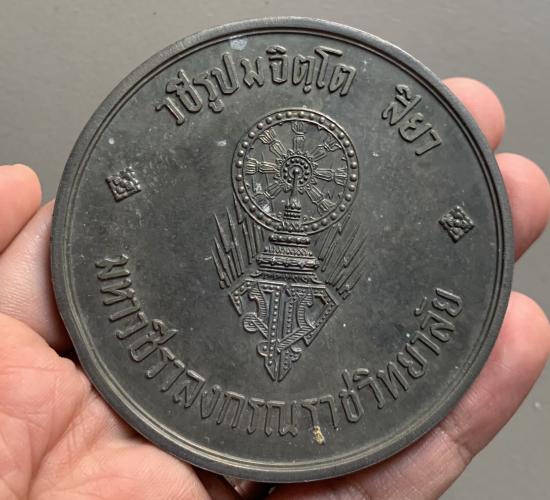 วชีรูปมจิตฺโต สิยา
มหาวชิราลงกรณราชวิทยาลัย